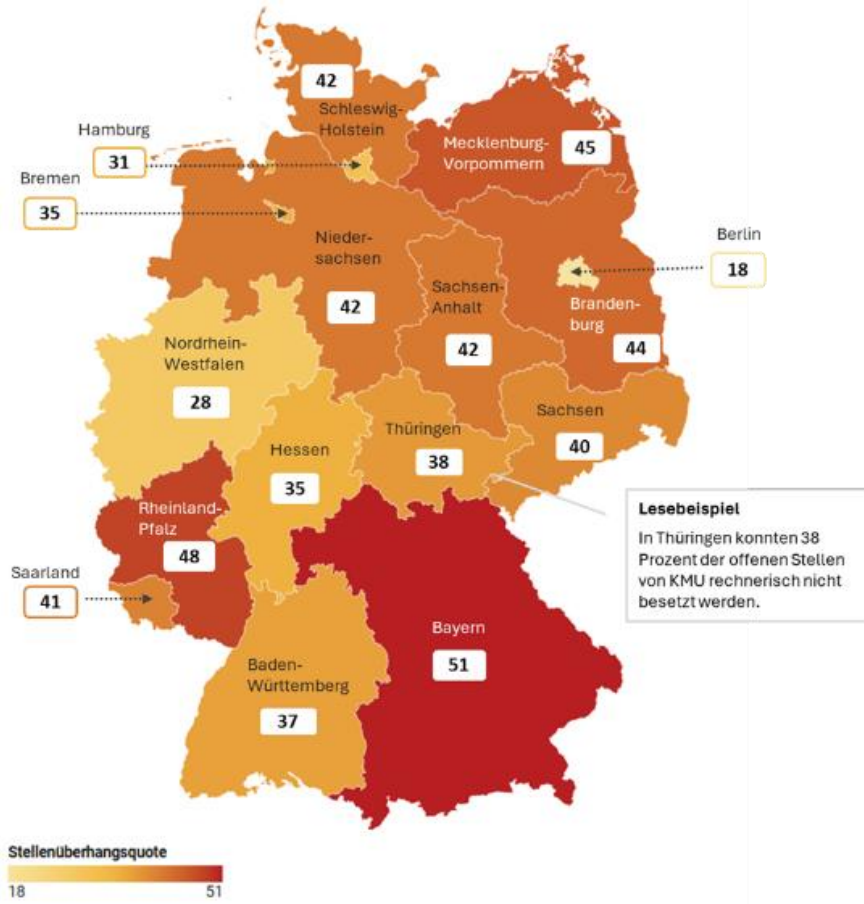 42
Schleswig-
Holstein
Hamburg
31
Mecklenburg-
Vorpommern
45
Bremen
35
Berlin
18
Nieder-
sachsen
42
Sachsen-
Anhalt
42
Branden-
burg
44
Nordrhein-
Westfalen
28
Hessen
35
Thüringen
38
Sachsen
40
Lesebeispiel
In Thüringen konnten 38
Prozent der offenen Stellen
von KMU rechnerisch nicht
besetzt werden.
Rheinland-
Pfalz
48
Saarland
41
Bayern
51
Baden-
Württemberg
37
Stellenüberhangsquote
18 51